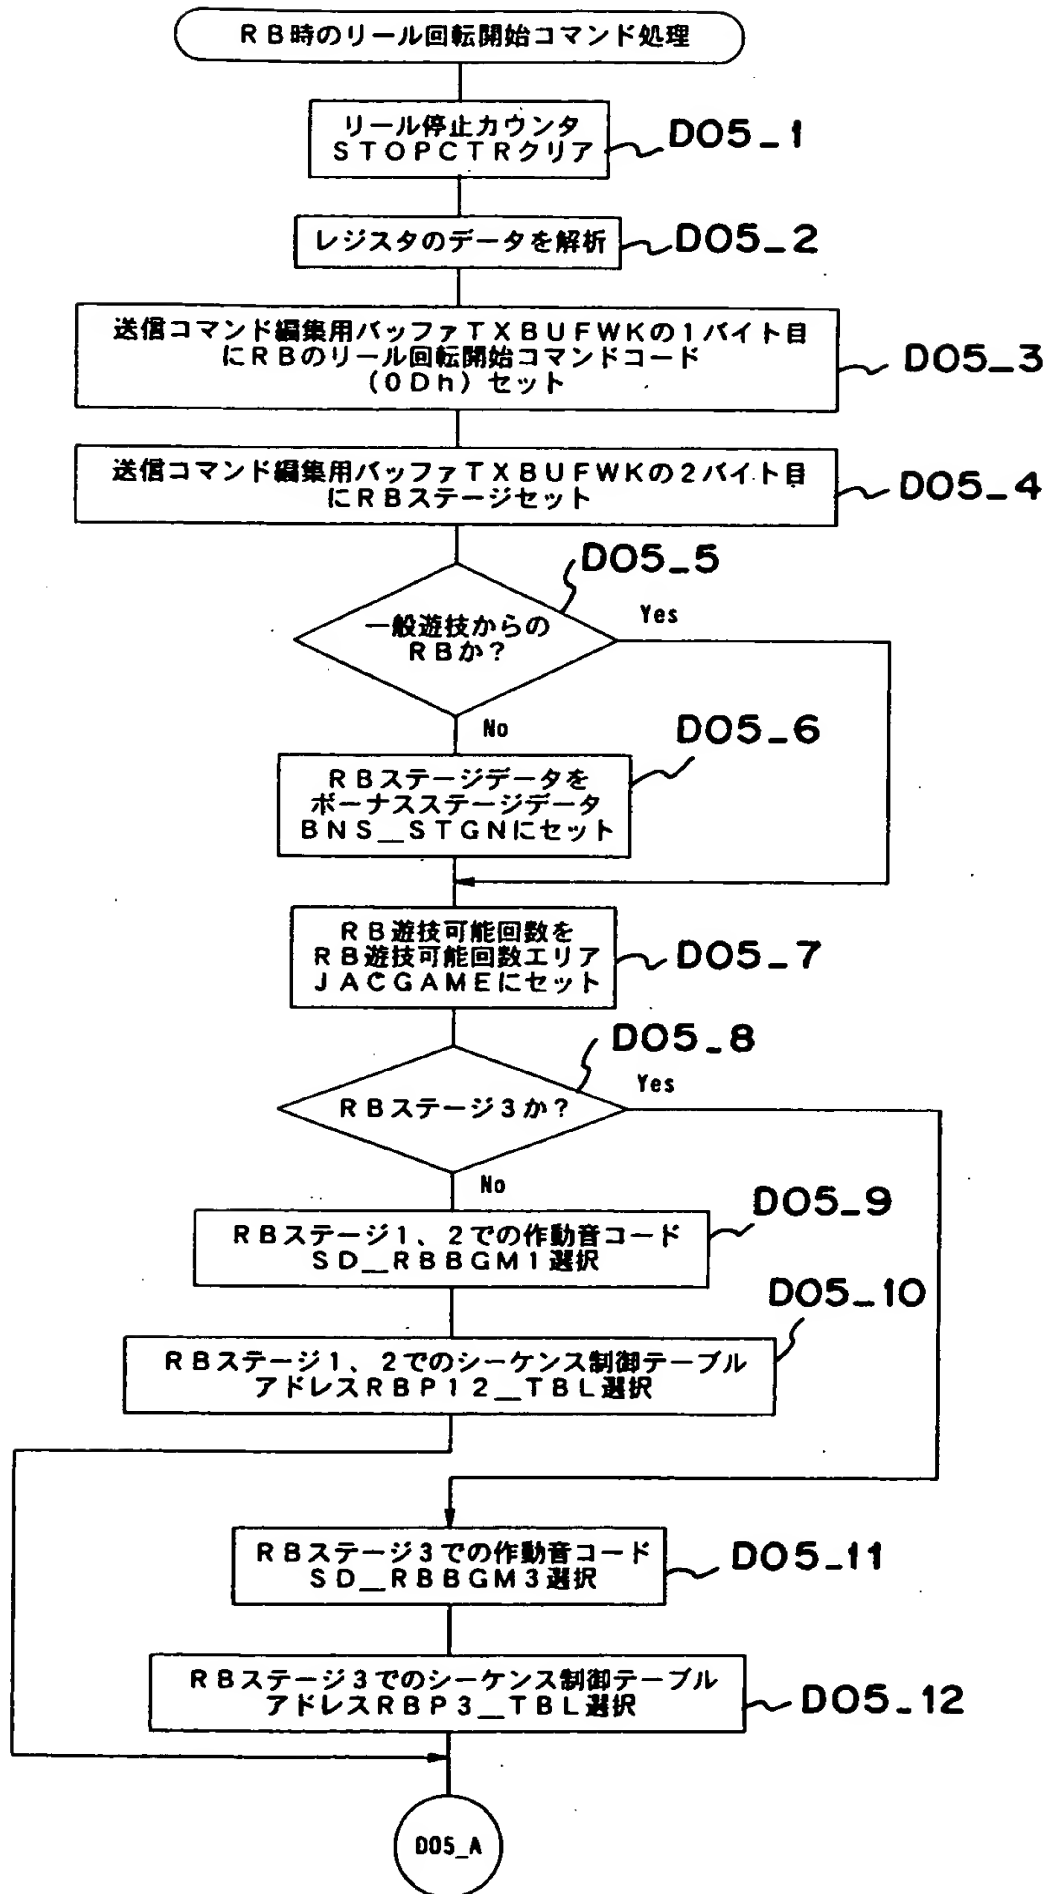 RB時のリール回転開始コマンド処理
リール停止カウンタ
STOPCTRクリア
D05_1
レジスタのデータを解析
D05_2
送信コマンド編集用バッファTXBUFWKの1バイト目
にRBのリール回転開始コマンドコード
(0Dh)セット
D05_3
送信コマンド編集用バッファTXBUFWKの2バイト目
にRBステージセット
D05_4
D05_5
一般遊技からの
RBか?
Yes
No
D05_6
RBステージデータを
ボーナスステージデータ
BNS__STGNにセット
RB遊技可能回数を
RB遊技可能回数エリア
JACGAMEにセット
D05_7
D05_8
RBステージ3か?
Yes
No
D05_9
RBステージ1、2での作動音コード
SD__RBBGM1選択
D05_10
RBステージ1、2でのシーケンス制御テーブル
アドレスRBP12__TBL選択
RBステージ3での作動音コード
SD__RBBGM3選択
D05_11
RBステージ3でのシーケンス制御テーブル
アドレスRBP3__TBL選択
D05_12
D05_A